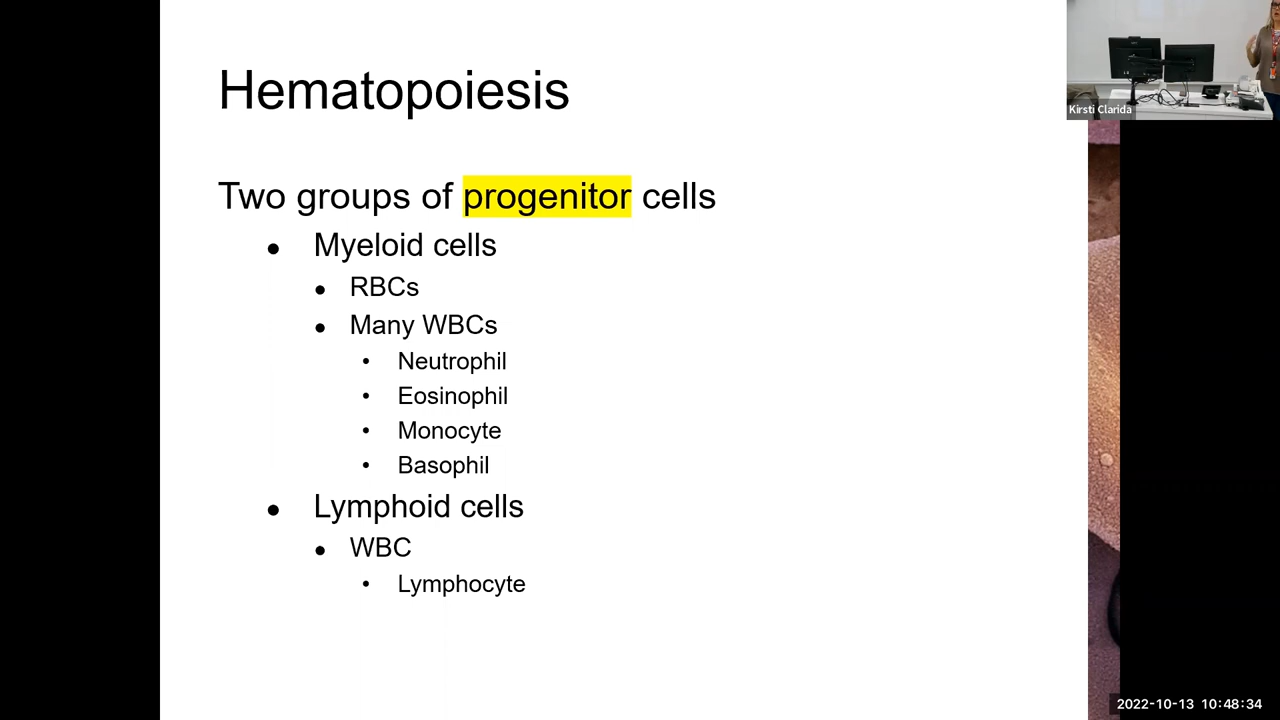 Hematopoiesis
Kirsti Clarida
Two groups of progenitor cells
● Myeloid cells
● RBCs
● Many WBCs
• Neutrophil
• Eosinophil
• Monocyte
• Basophil
● Lymphoid cells
● WBC
• Lymphocyte
2022-10-13 10:48:34